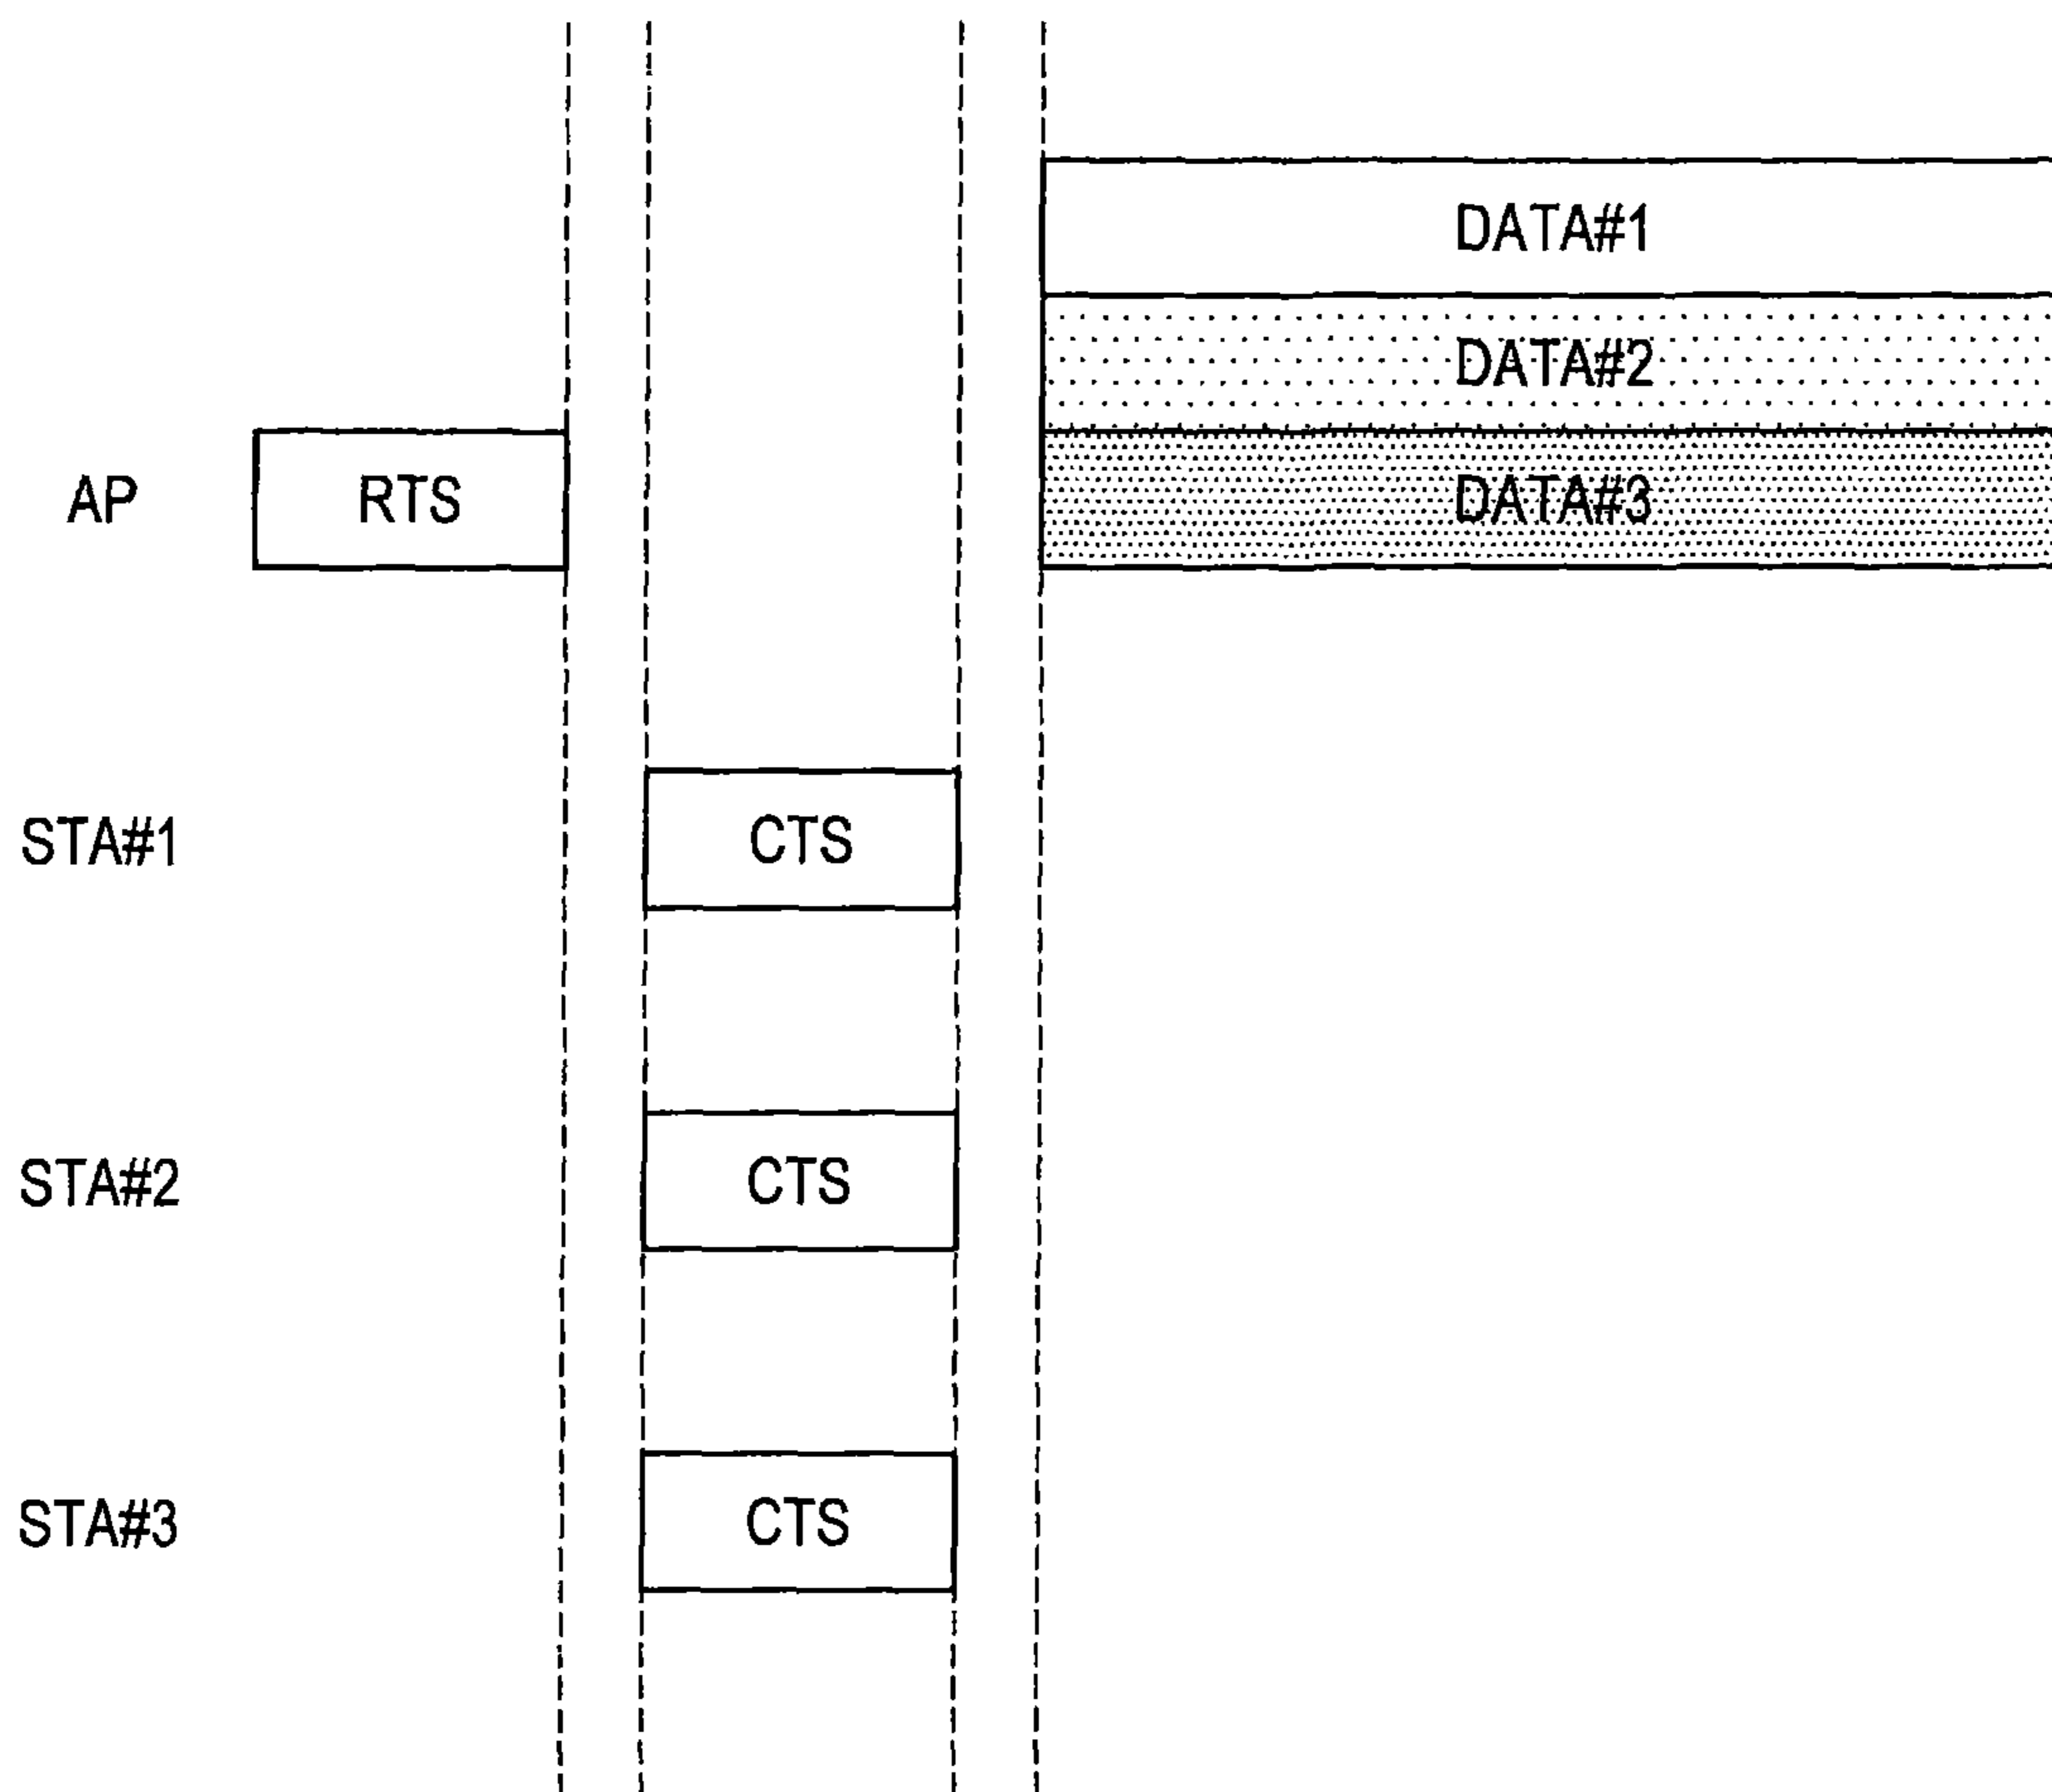 DATA#1
DATA#2
AP RTS DATA#3
STA#1 CTS
STA#2 CTS
STA#3 CTS